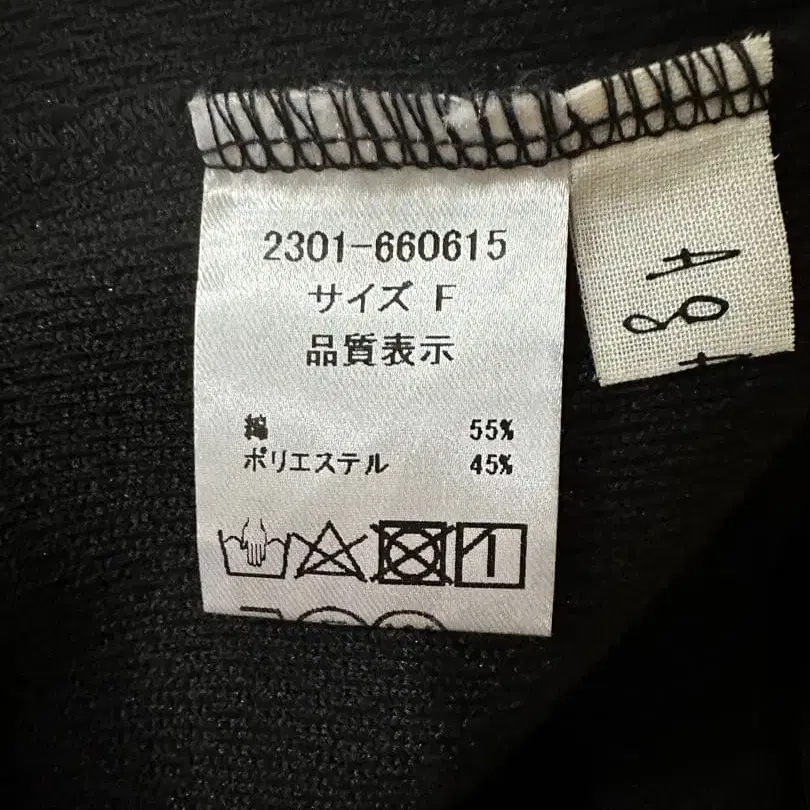 2301-660615
サイズ F
品質表示
綿 55%
ポリエステル 45%
A